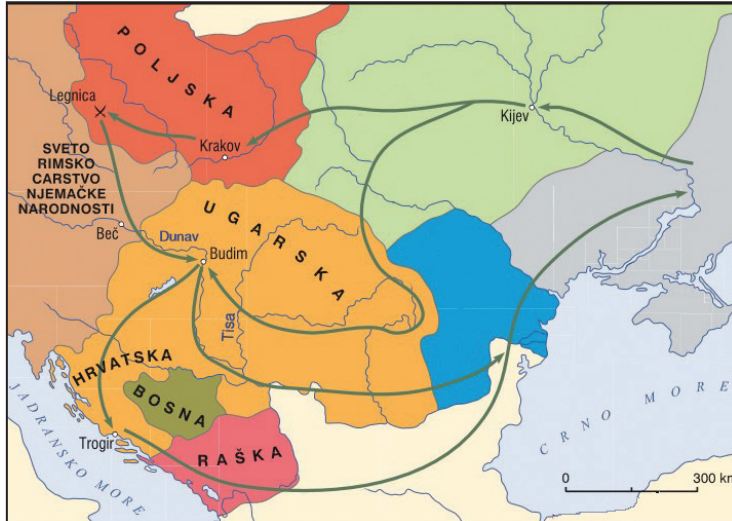 POLJSKA
Legnica
Krakov
Kijev
SVETO
RIMSKO
CARSTVO
NJEMAČKE
NARODNOSTI
UGARSKA
Beč
Dunav
Budim
Tisa
HRVATSKA
BOSNA
Trogir
RAŠKA
JADRANSKO MORE
CRNO MORE
0 300 km